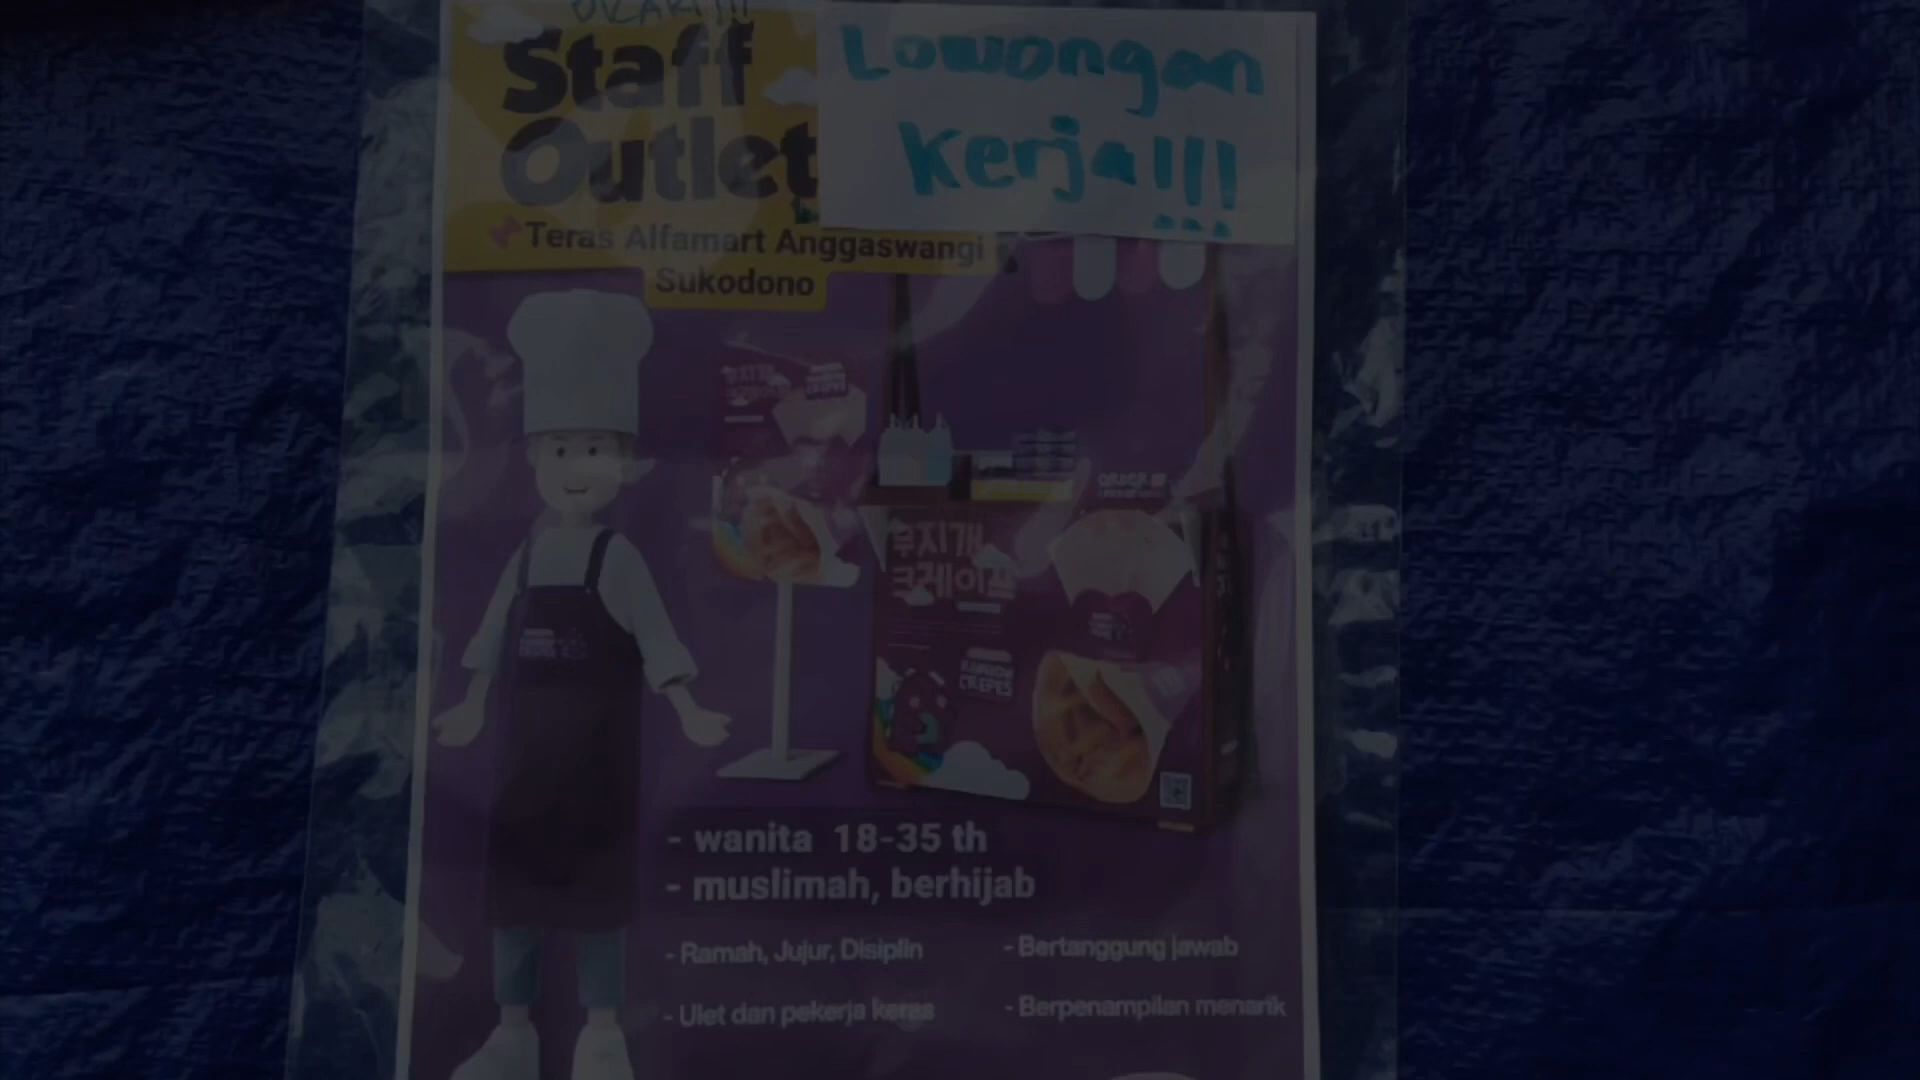 Staff
Outlet
Lowongan
Kerja!!!
Teras Alfamart Anggaswangi
Sukodono
무지개
크레이프
RAINBOW
CREPES
- wanita 18-35 th
- muslimah, berhijab
- Ramah, Jujur, Disiplin
- Bertanggung jawab
- Ulet dan pekerja keras
- Berpenampilan menarik